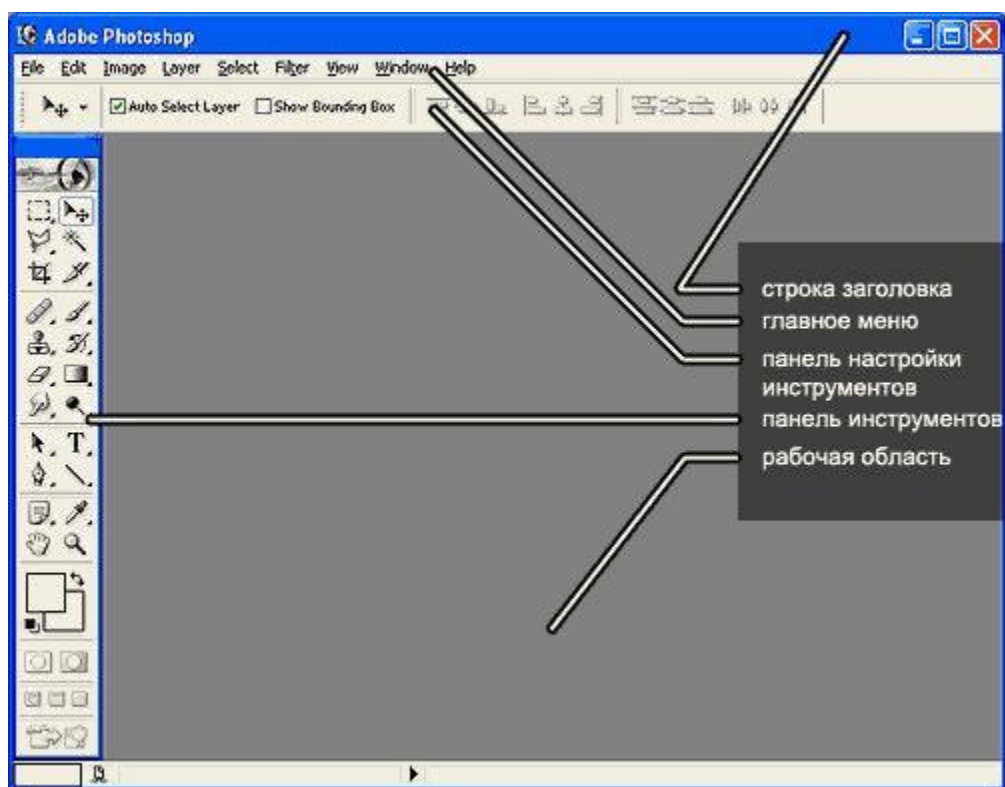 Adobe Photoshop
File Edit Image Layer Select Filter View Window Help
Auto Select Layer Show Bounding Box
строка заголовка
главное меню
панель настройки
инструментов
панель инструментов
рабочая область